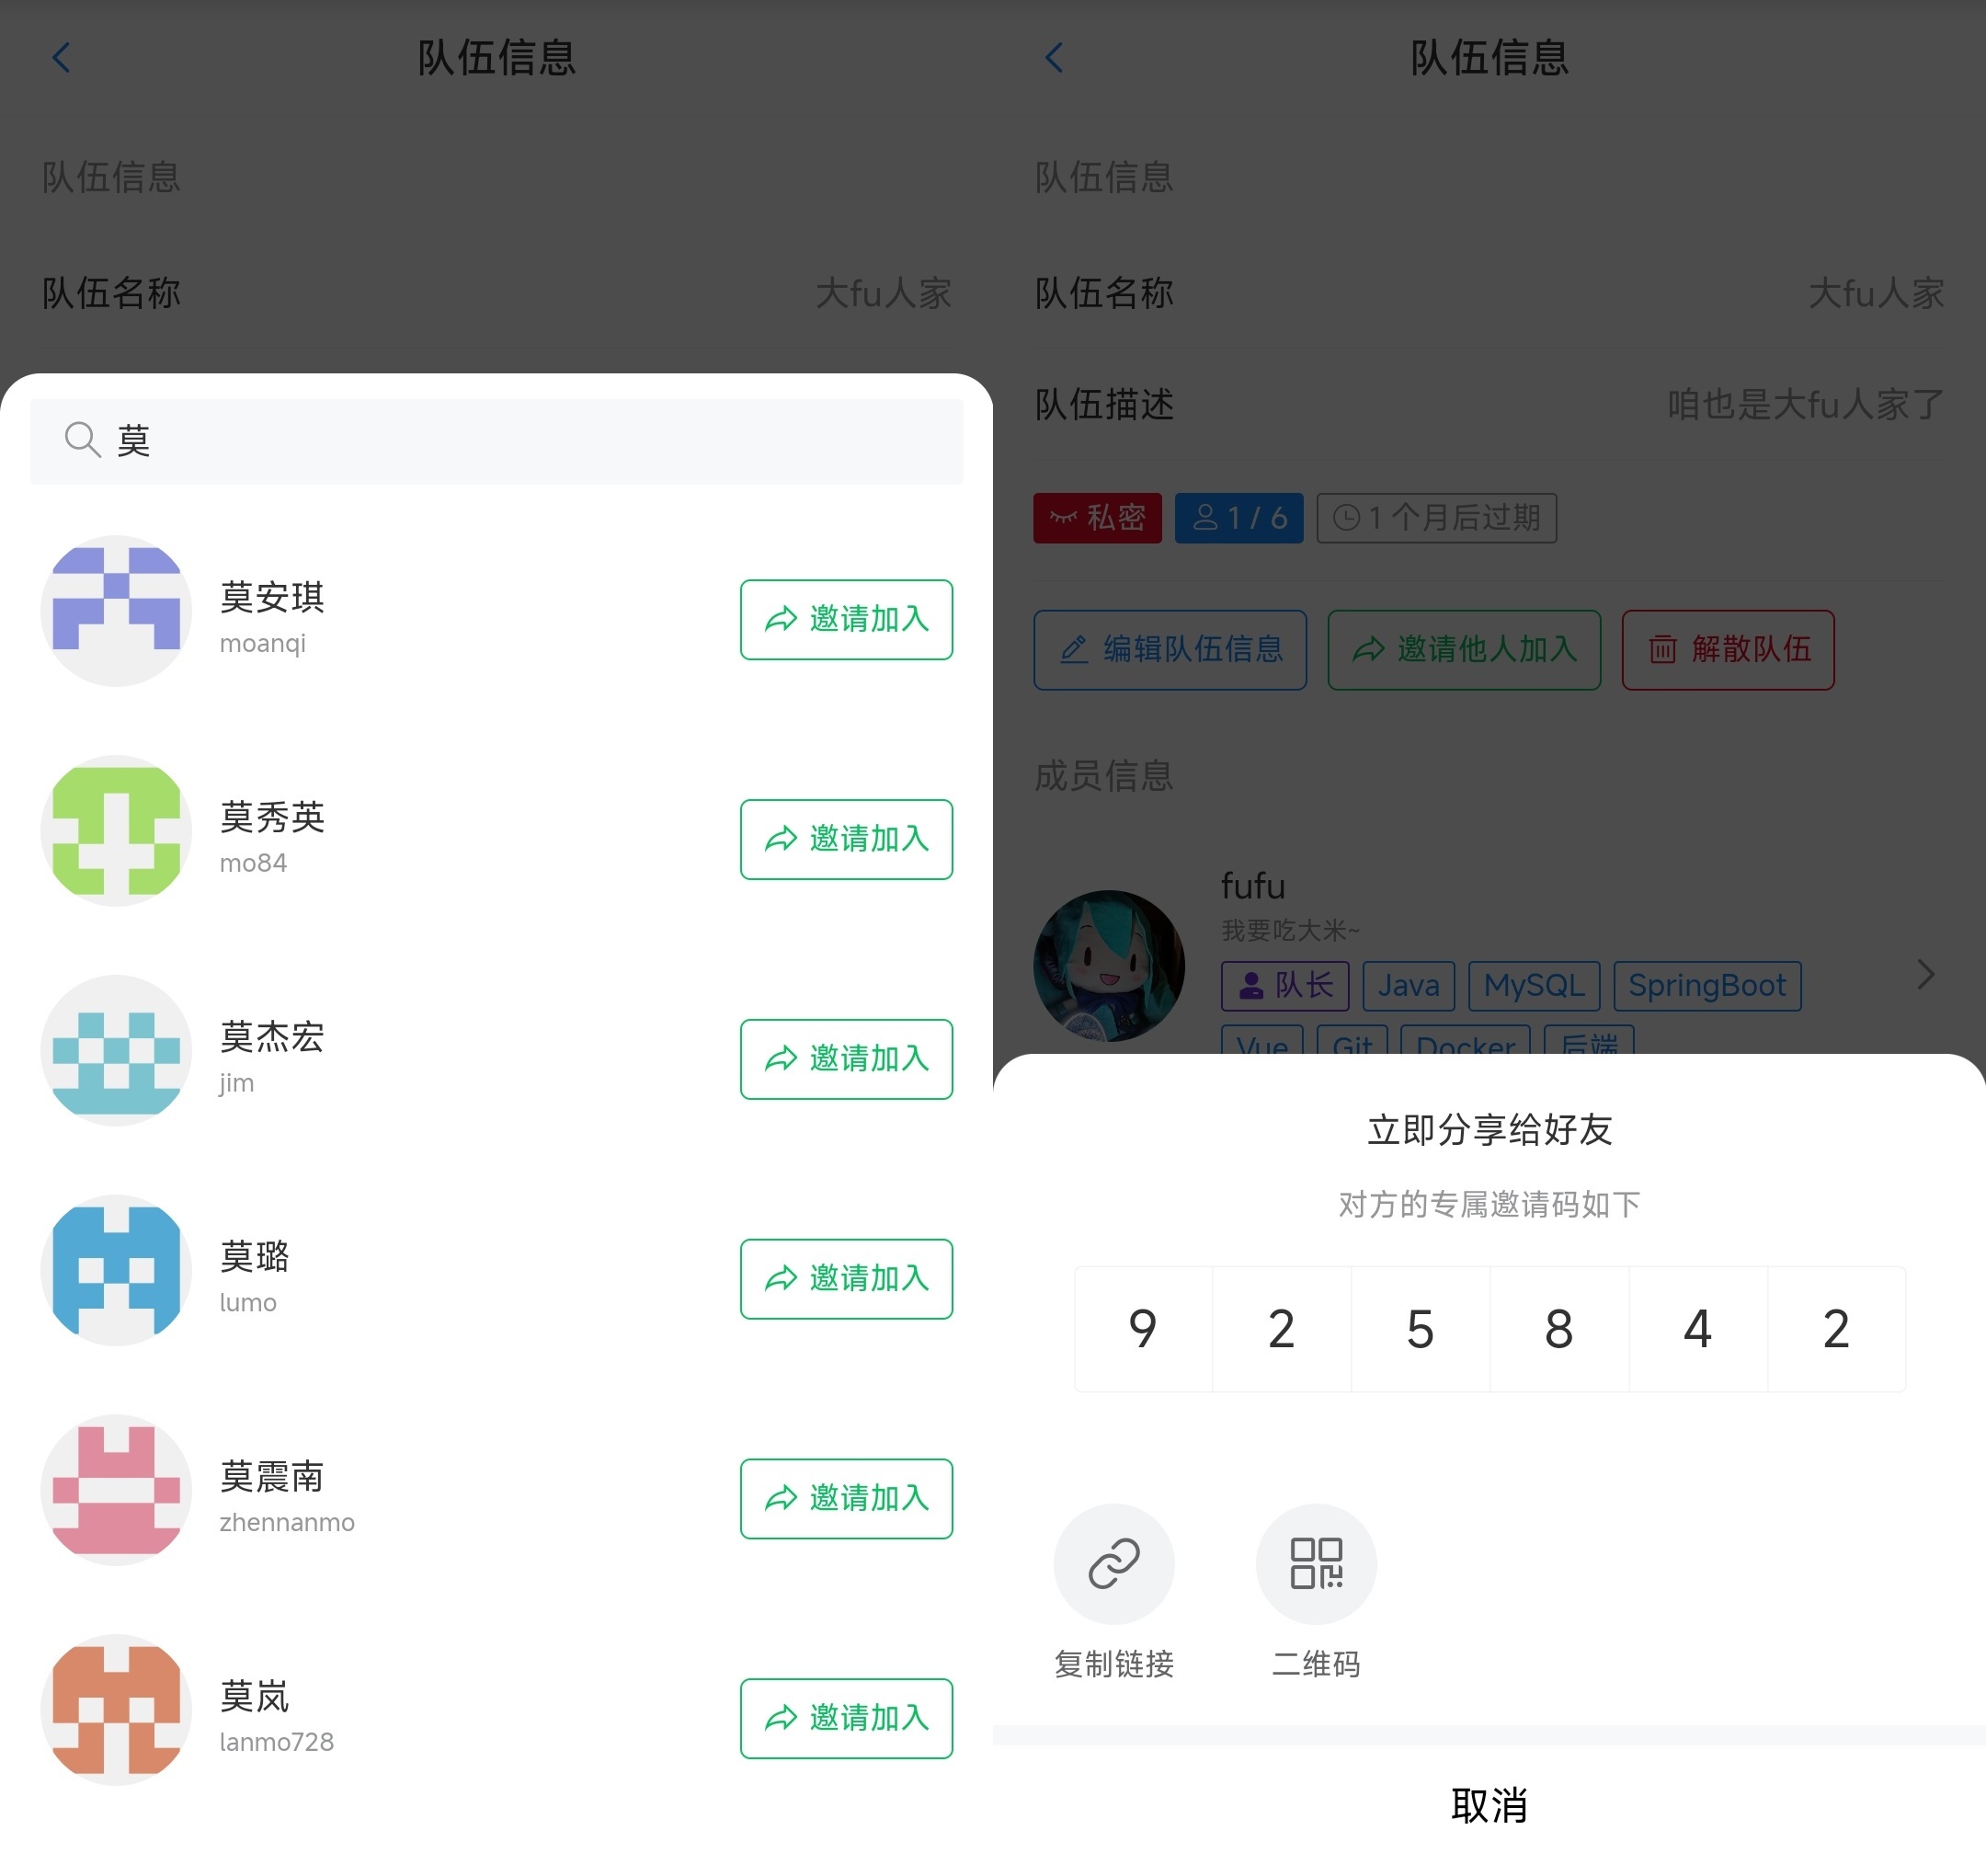 队伍信息
队伍信息
队伍名称 大fu人家
莫
莫安琪
moanqi
邀请加入
莫秀英
mo84
邀请加入
莫杰宏
jim
邀请加入
莫璐
lumo
邀请加入
莫震南
zhennanmo
邀请加入
莫岚
lanmo728
邀请加入
队伍信息
队伍信息
队伍名称 大fu人家
队伍描述 咱也是大fu人家了
私密 1 / 6 1 个月后过期
编辑队伍信息 邀请他人加入 解散队伍
成员信息
fufu
我要吃大米~
队长 Java MySQL SpringBoot
Vue Git Docker 后端
立即分享给好友
对方的专属邀请码如下
9 2 5 8 4 2
复制链接 二维码
取消